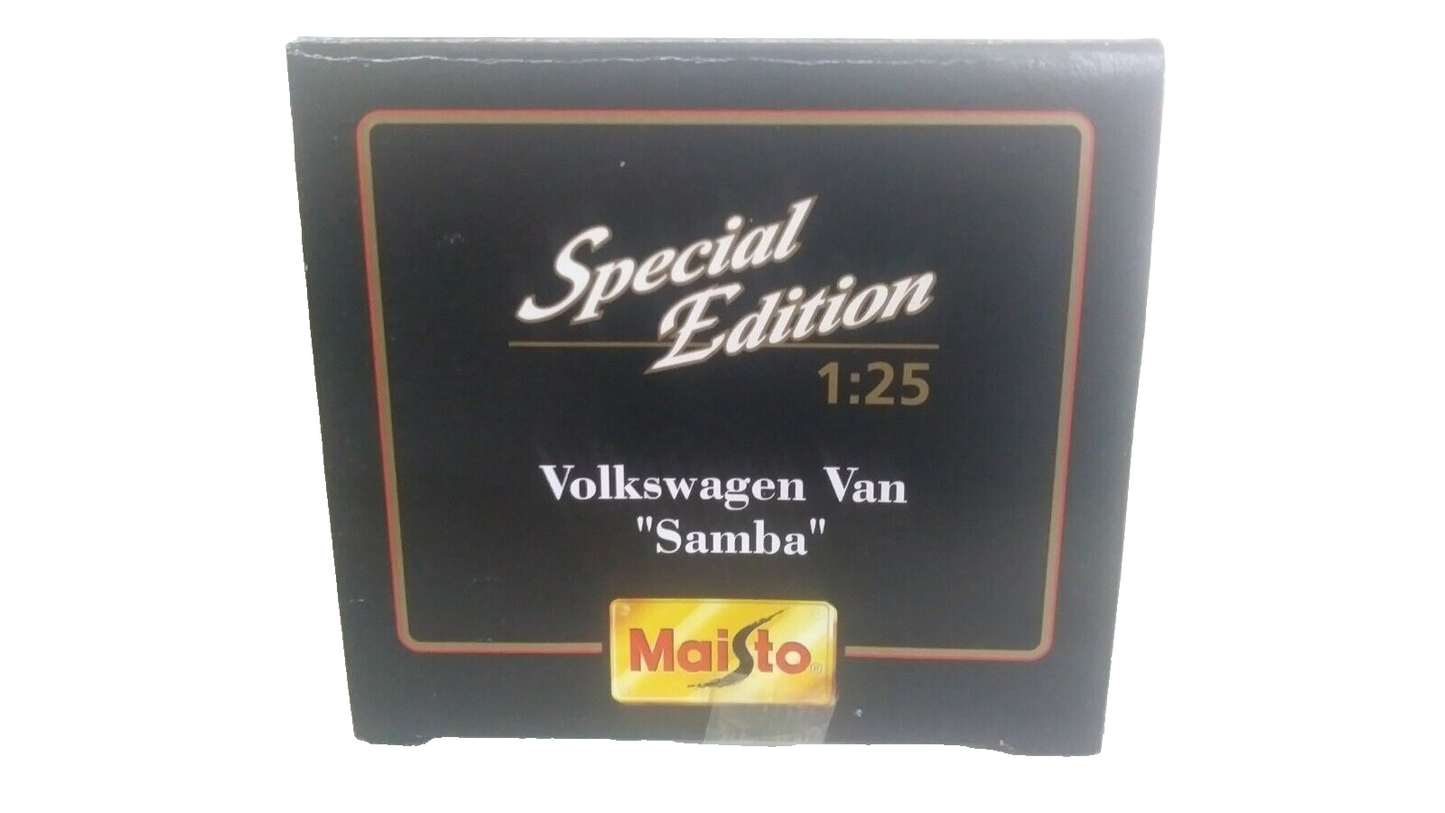 Special
Edition
1:25
Volkswagen Van
"Samba"
Maisto®